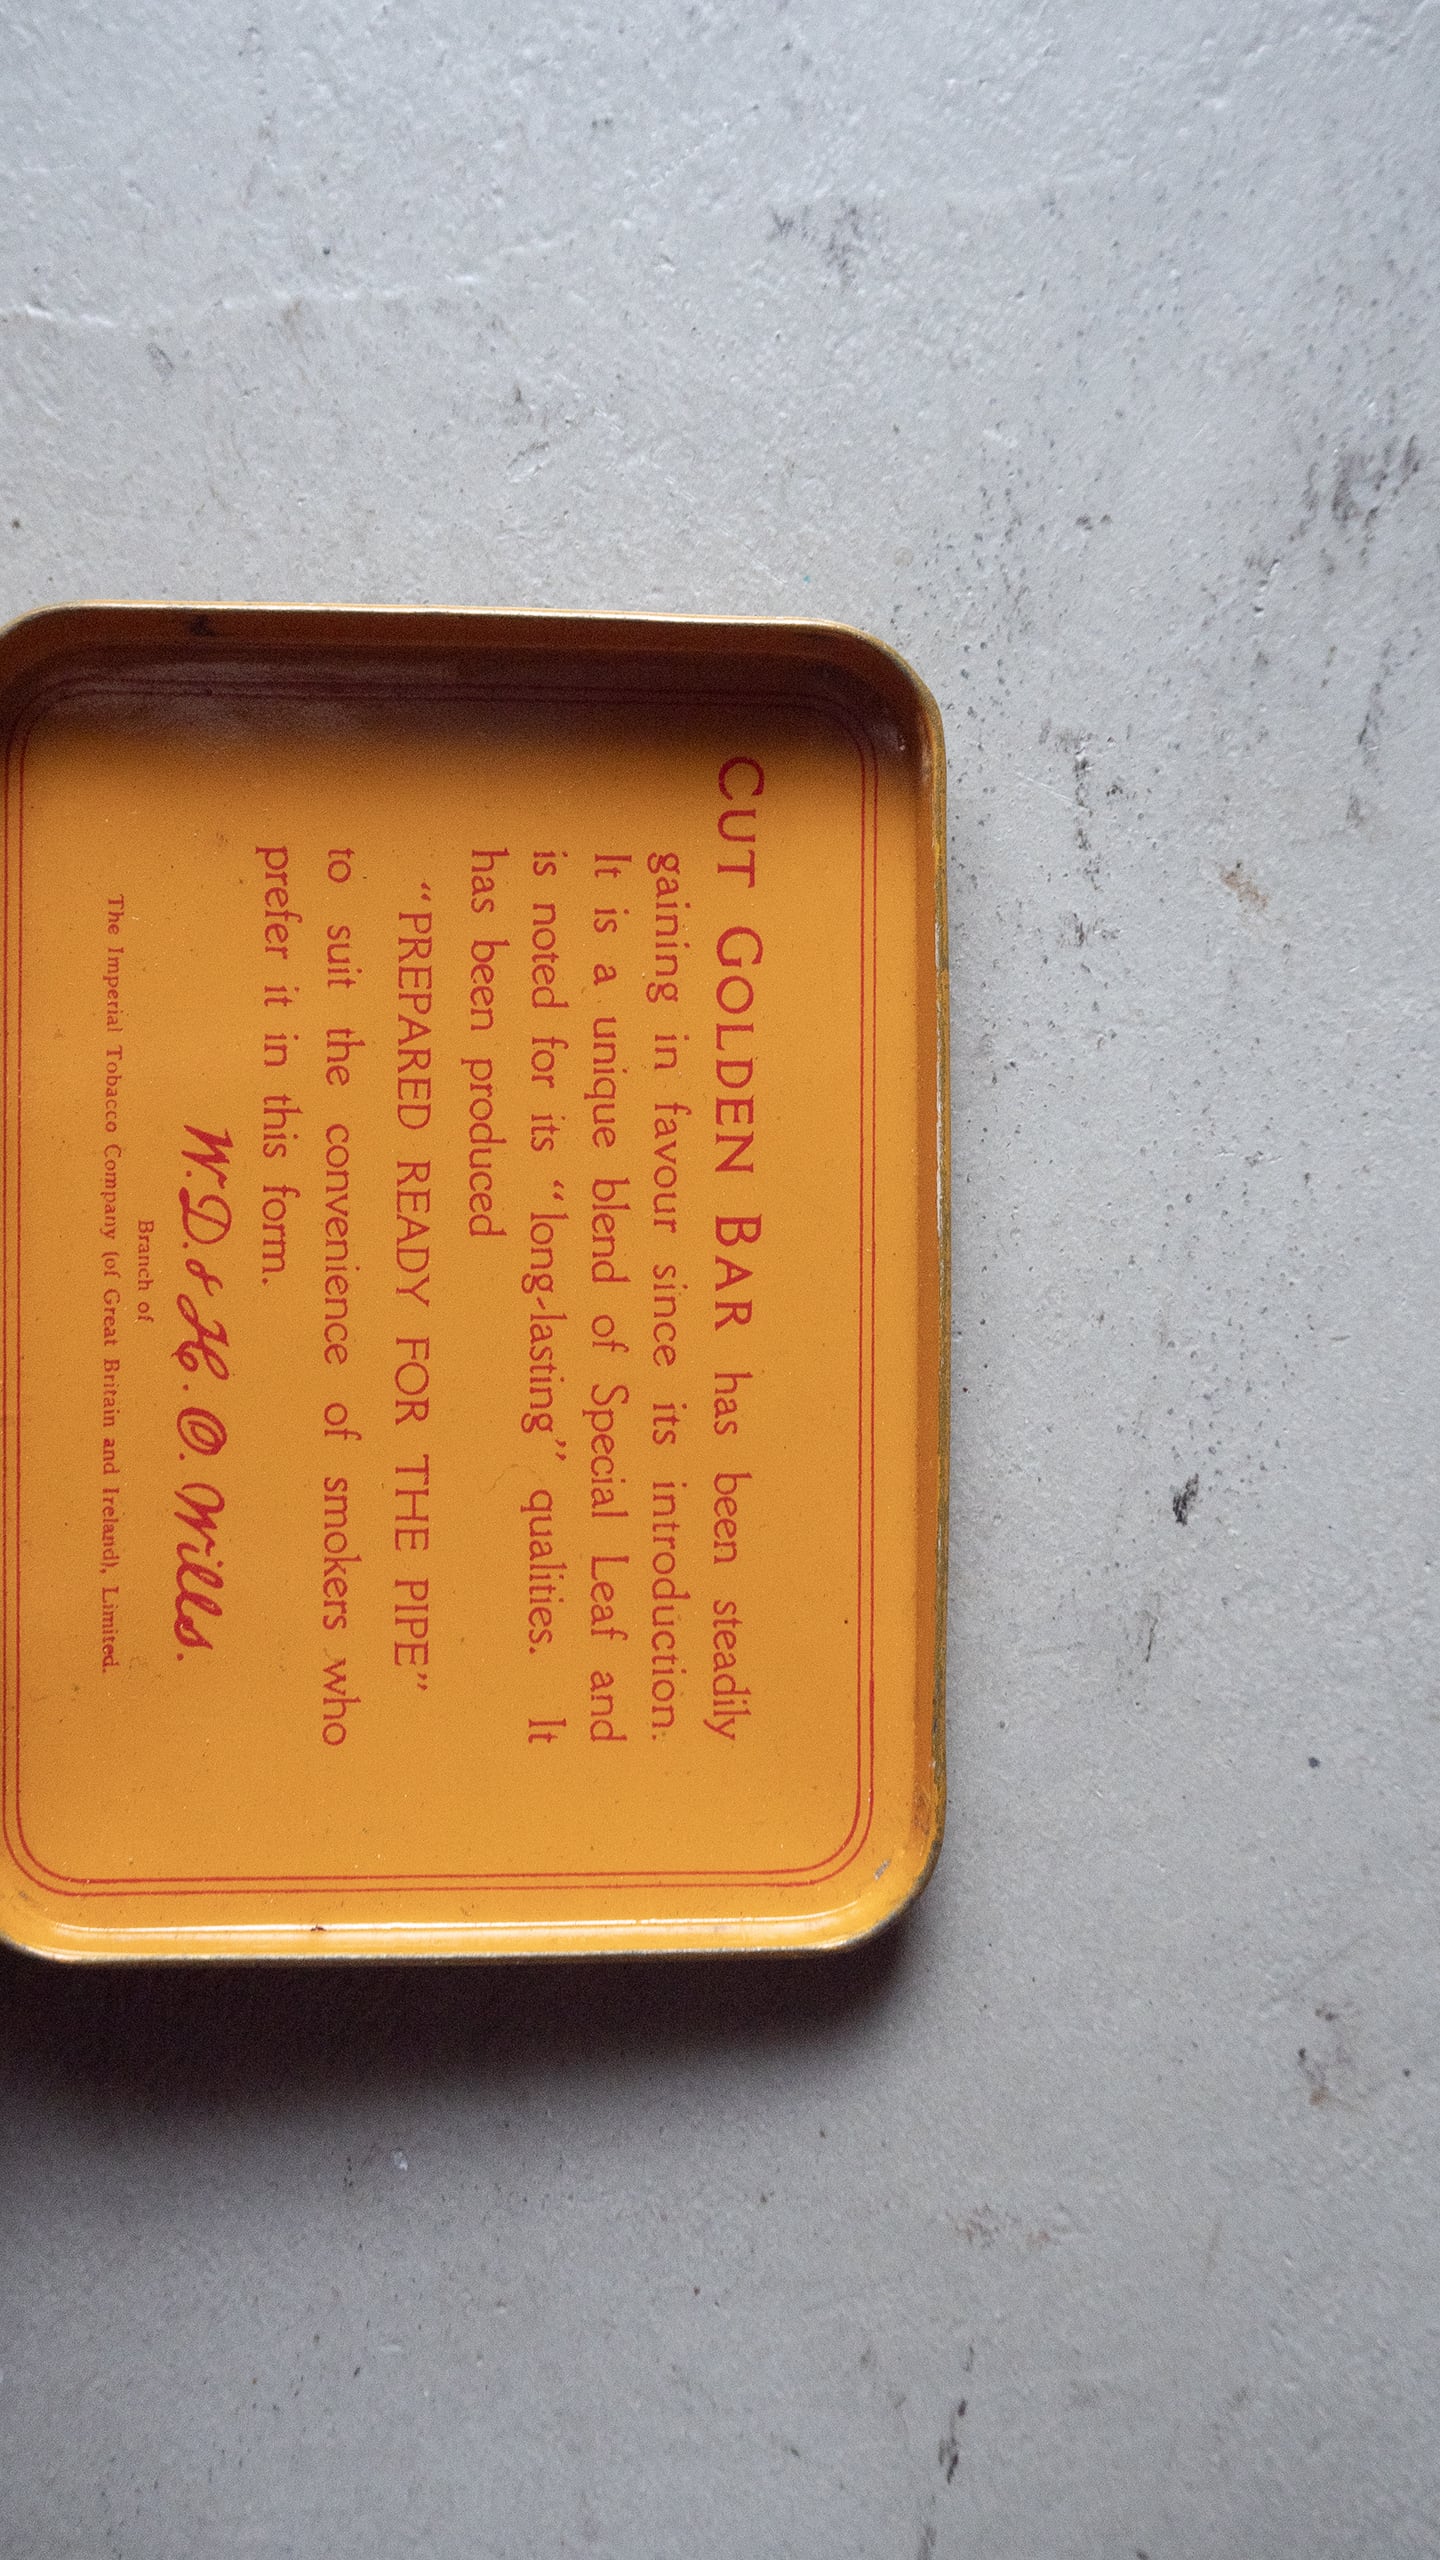 CUT GOLDEN BAR has been steadily
gaining in favour since its introduction.
It is a unique blend of Special Leaf and
is noted for its “long-lasting” qualities. It
has been produced
“PREPARED READY FOR THE PIPE”
to suit the convenience of smokers who
prefer it in this form.
W.D. & H.O. Wills.
Branch of
The Imperial Tobacco Company (of Great Britain and Ireland), Limited.